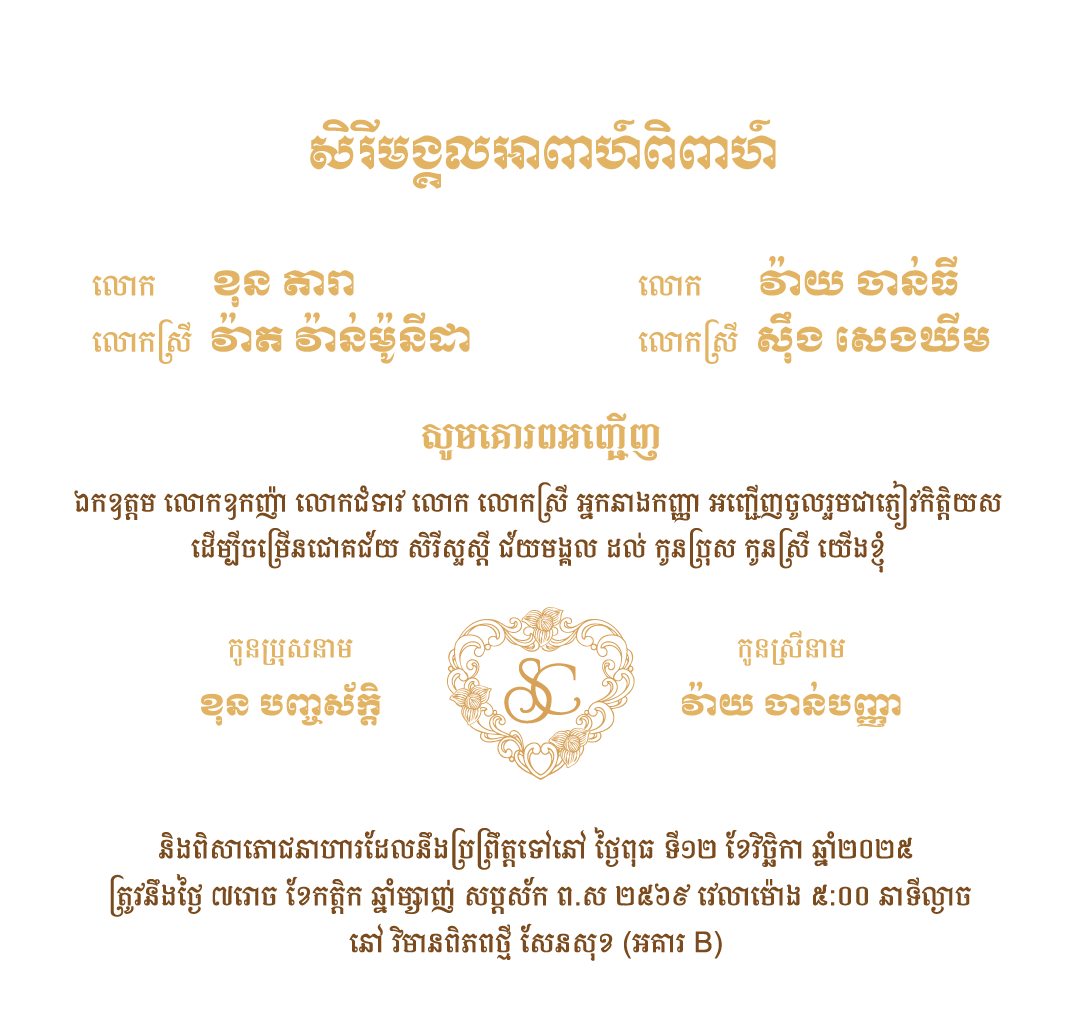 សិរីមង្គលអាពាហ៍ពិពាហ៍
លោក ខុន តារា
លោកស្រី វ៉ាត វ៉ាន់ម៉ូនីដា
លោក វ៉ាយ ចាន់ធី
លោកស្រី ស៊ឹង សេងឃីម
សូមគោរពអញ្ជើញ
ឯកឧត្តម លោកឧកញ៉ា លោកជំទាវ លោក លោកស្រី អ្នកនាងកញ្ញា អញ្ជើញចូលរួមជាភ្ញៀវកិត្តិយស
ដើម្បីចម្រើនជោគជ័យ សិរីសួស្តី ជ័យមង្គល ដល់ កូនប្រុស កូនស្រី យើងខ្ញុំ
កូនប្រុសនាម
ខុន បញ្ចស័ក្តិ
SC
កូនស្រីនាម
វ៉ាយ ចាន់បញ្ញា
និងពិសាភោជនាហារដែលនឹងប្រព្រឹត្តទៅនៅ ថ្ងៃពុធ ទី១២ ខែវិច្ឆិកា ឆ្នាំ២០២៥
ត្រូវនឹងថ្ងៃ ៧រោច ខែកត្តិក ឆ្នាំម្សាញ់ សប្តស័ក ព.ស ២៥៦៩ វេលាម៉ោង ៥:០០ នាទីល្ងាច
នៅ វិមានពិភពថ្មី សែនសុខ (អគារ B)